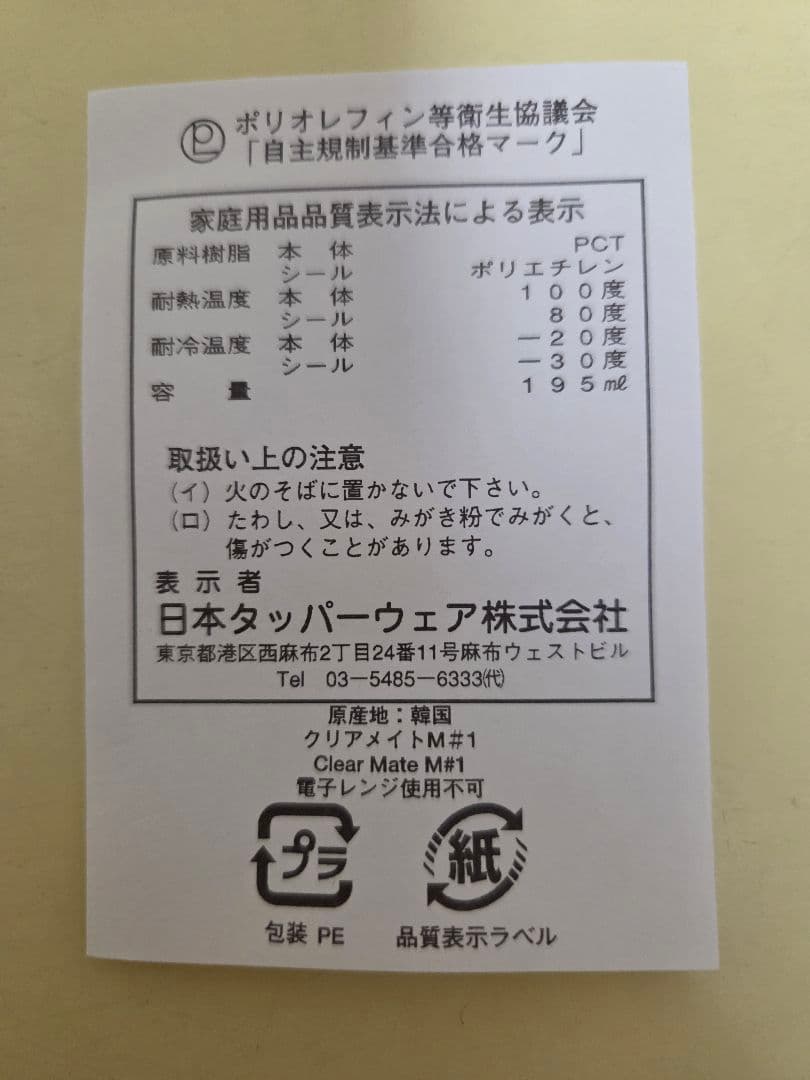 ポリオレフィン等衛生協議会
「自主規制基準合格マーク」
家庭用品品質表示法による表示
原料樹脂 本 体 PCT
シール ポリエチレン
耐熱温度 本 体 100度
シール 80度
耐冷温度 本 体 −20度
シール −30度
容 量 195㎖
取扱い上の注意
(イ) 火のそばに置かないで下さい。
(ロ) たわし、又は、みがき粉でみがくと、
傷がつくことがあります。
表示者
日本タッパーウェア株式会社
東京都港区西麻布2丁目24番11号麻布ウェストビル
Tel 03−5485−6333㈹
原産地：韓国
クリアメイトM#1
Clear Mate M#1
電子レンジ使用不可
プラ 紙
包装 PE 品質表示ラベル